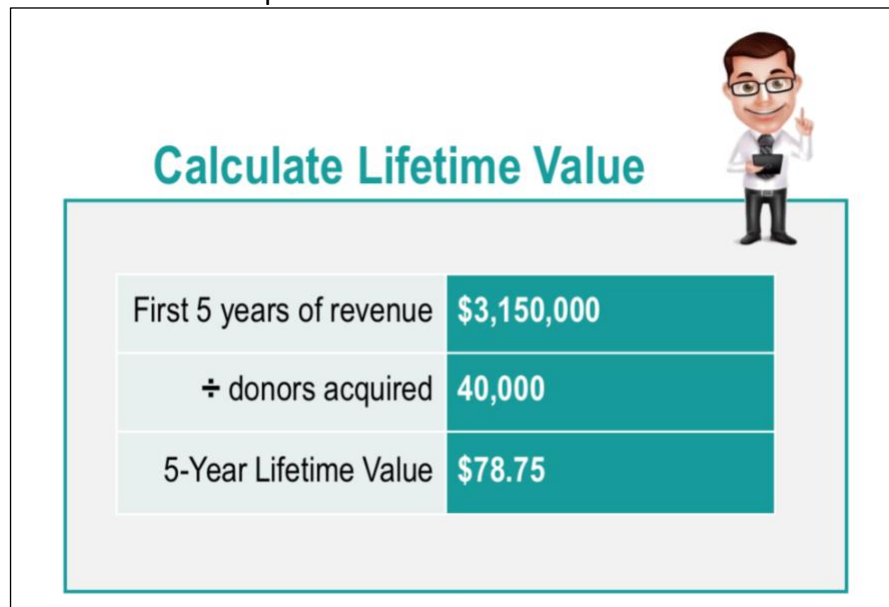 Calculate Lifetime Value
First 5 years of revenue $3,150,000
÷ donors acquired 40,000
5-Year Lifetime Value $78.75